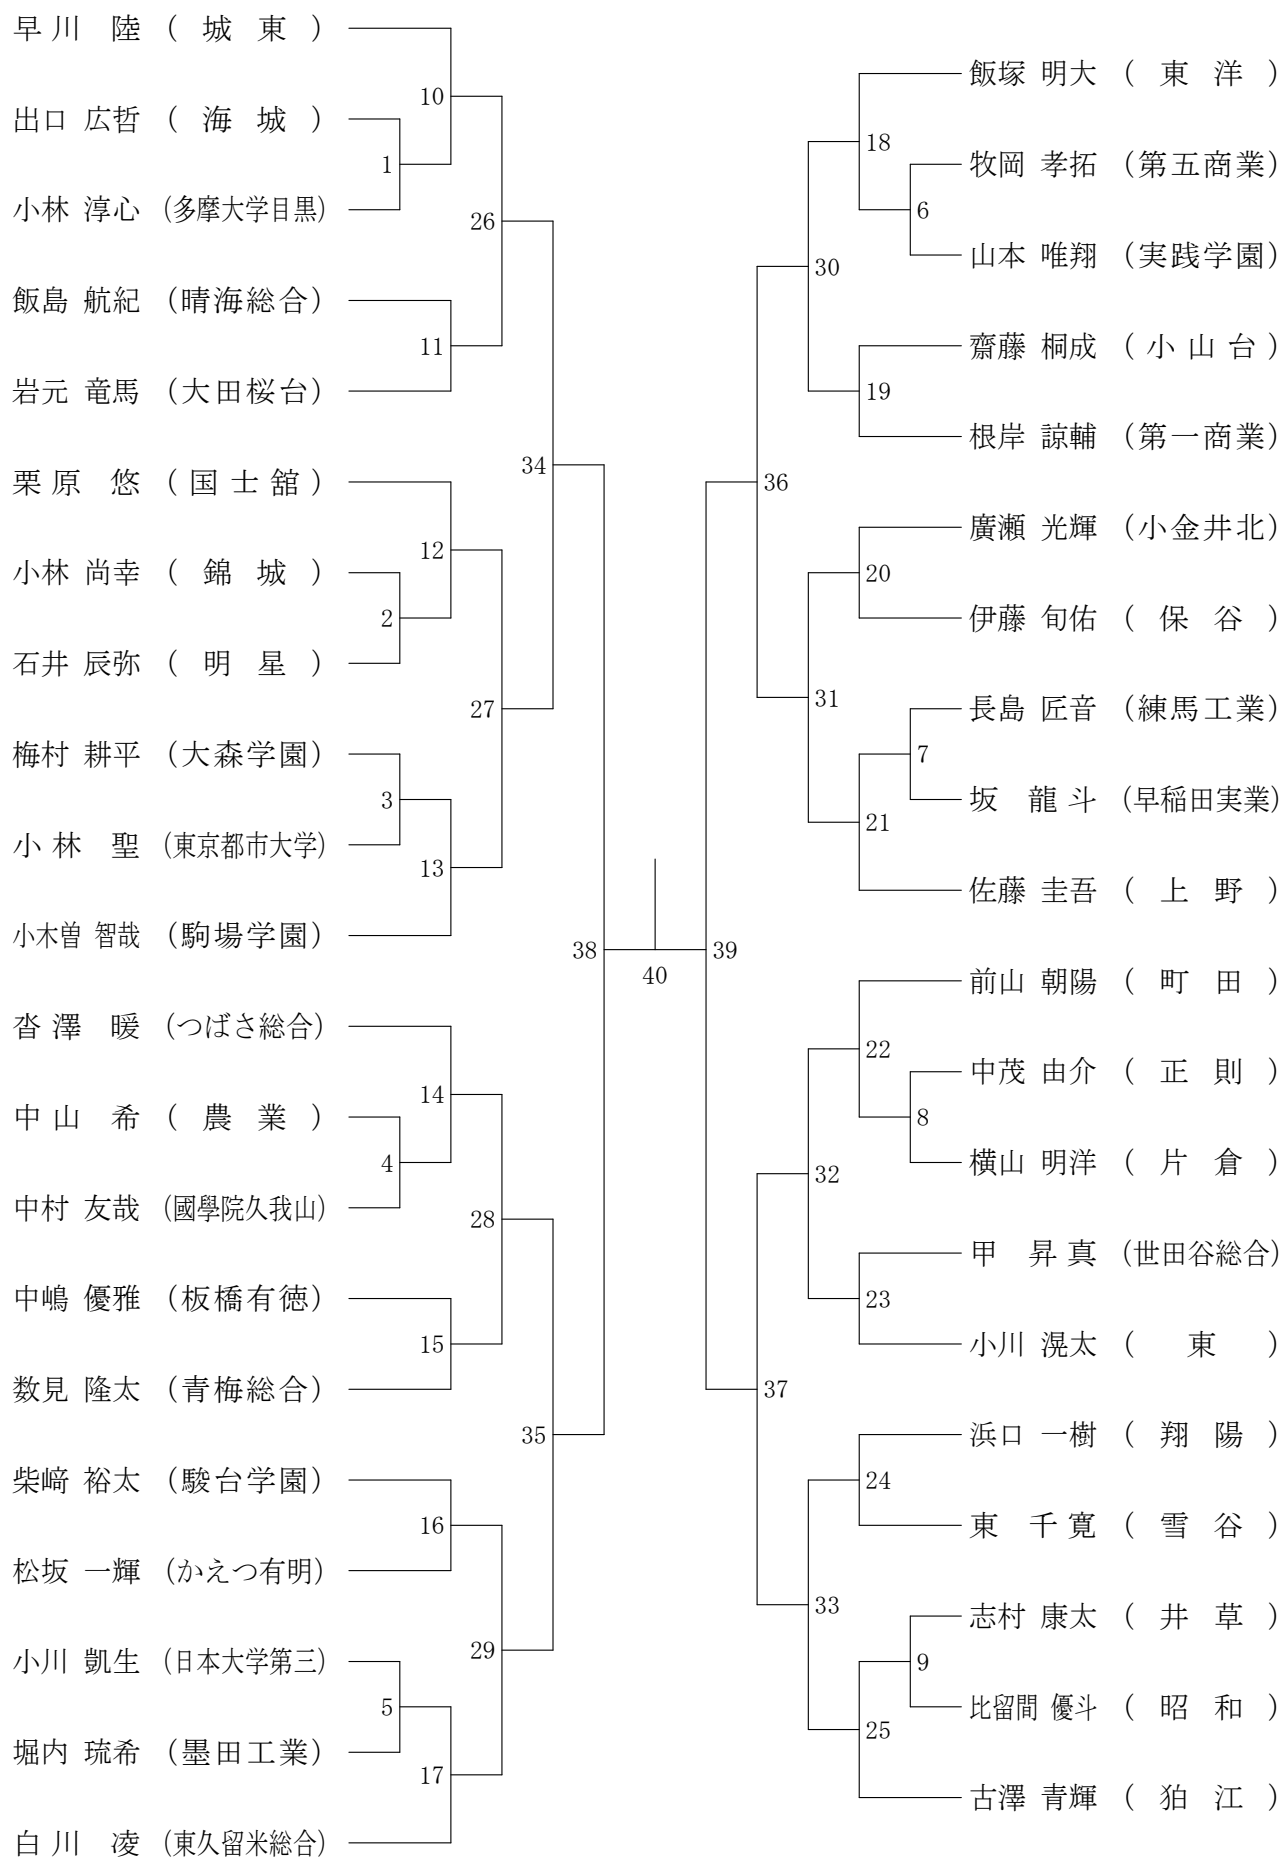 早川 陸 （城東）
出口 広哲 （海城）
小林 淳心 （多摩大学目黒）
飯島 航紀 （晴海総合）
岩元 竜馬 （大田桜台）
栗原 悠 （国士舘）
小林 尚幸 （錦城）
石井 辰弥 （明星）
梅村 耕平 （大森学園）
小林 聖 （東京都市大学）
小木曽 智哉 （駒場学園）
沓澤 暖 （つばさ総合）
中山 希 （農業）
中村 友哉 （國學院久我山）
中嶋 優雅 （板橋有徳）
数見 隆太 （青梅総合）
柴﨑 裕太 （駿台学園）
松坂 一輝 （かえつ有明）
小川 凱生 （日本大学第三）
堀内 琉希 （墨田工業）
白川 凌 （東久留米総合）
1
2
3
4
5
10
11
12
13
14
15
16
17
26
27
28
29
34
35
38
40
39
36
37
30
31
32
33
18
19
20
21
22
23
24
25
6
7
8
9
飯塚 明大 （東洋）
牧岡 孝拓 （第五商業）
山本 唯翔 （実践学園）
齋藤 桐成 （小山台）
根岸 諒輔 （第一商業）
廣瀬 光輝 （小金井北）
伊藤 旬佑 （保谷）
長島 匠音 （練馬工業）
坂 龍斗 （早稲田実業）
佐藤 圭吾 （上野）
前山 朝陽 （町田）
中茂 由介 （正則）
横山 明洋 （片倉）
甲 昇真 （世田谷総合）
小川 滉太 （東）
浜口 一樹 （翔陽）
東 千寛 （雪谷）
志村 康太 （井草）
比留間 優斗 （昭和）
古澤 青輝 （狛江）